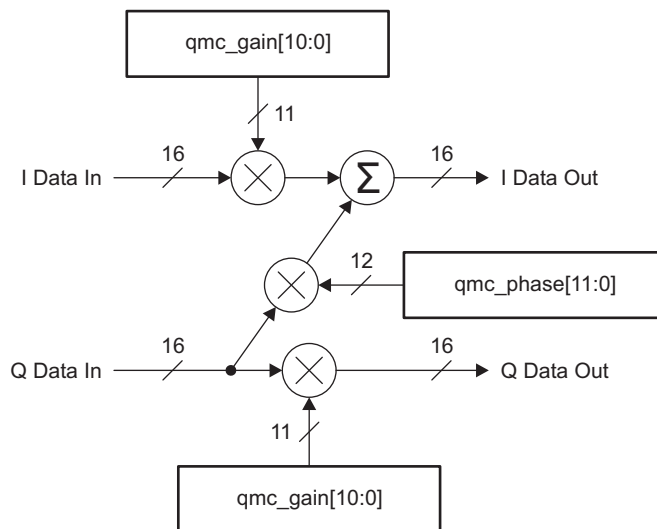 qmc_gain[10:0]
11
I Data In
16
Σ
16
I Data Out
12
qmc_phase[11:0]
Q Data In
16
16
Q Data Out
11
qmc_gain[10:0]